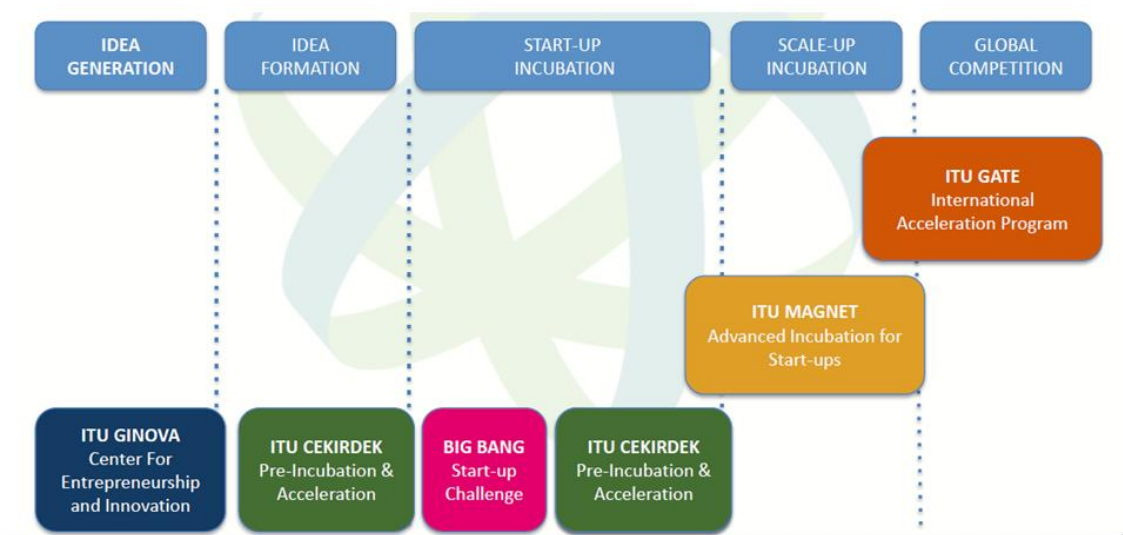 IDEA
GENERATION
IDEA
FORMATION
START-UP
INCUBATION
SCALE-UP
INCUBATION
GLOBAL
COMPETITION
ITU GATE
International
Acceleration Program
ITU MAGNET
Advanced Incubation for
Start-ups
ITU GINOVA
Center For
Entrepreneurship
and Innovation
ITU CEKIRDEK
Pre-Incubation &
Acceleration
BIG BANG
Start-up
Challenge
ITU CEKIRDEK
Pre-Incubation &
Acceleration